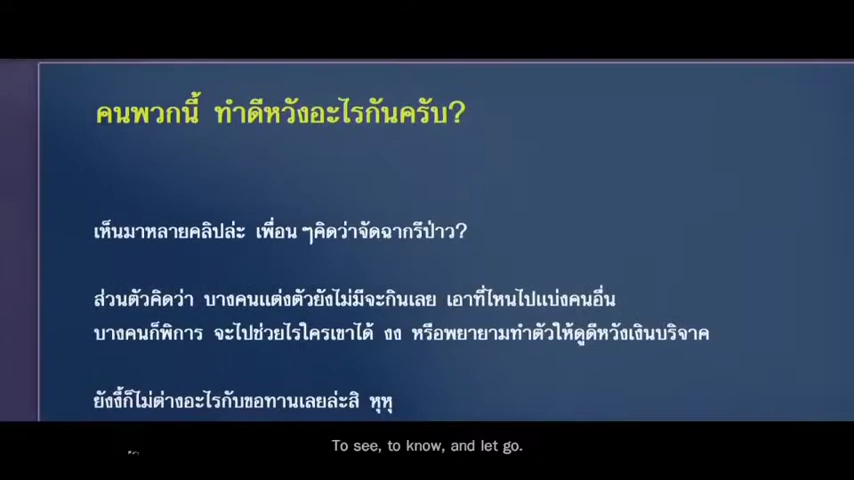 คนพวกนี้ ทำดีหวังอะไรกันครับ?
เห็นมาหลายคลิปล่ะ เพื่อนๆคิดว่าจัดฉากรึป่าว?
ส่วนตัวคิดว่า บางคนแต่งตัวยังไม่มีจะกินเลย เอาที่ไหนไปแบ่งคนอื่น
บางคนก็พิการ จะไปช่วยไรใครเขาได้ งง หรือพยายามทำตัวให้ดูดีหวังเงินบริจาค
ยังงี้ก็ไม่ต่างอะไรกับขอทานเลยล่ะสิ หุหุ
To see, to know, and let go.